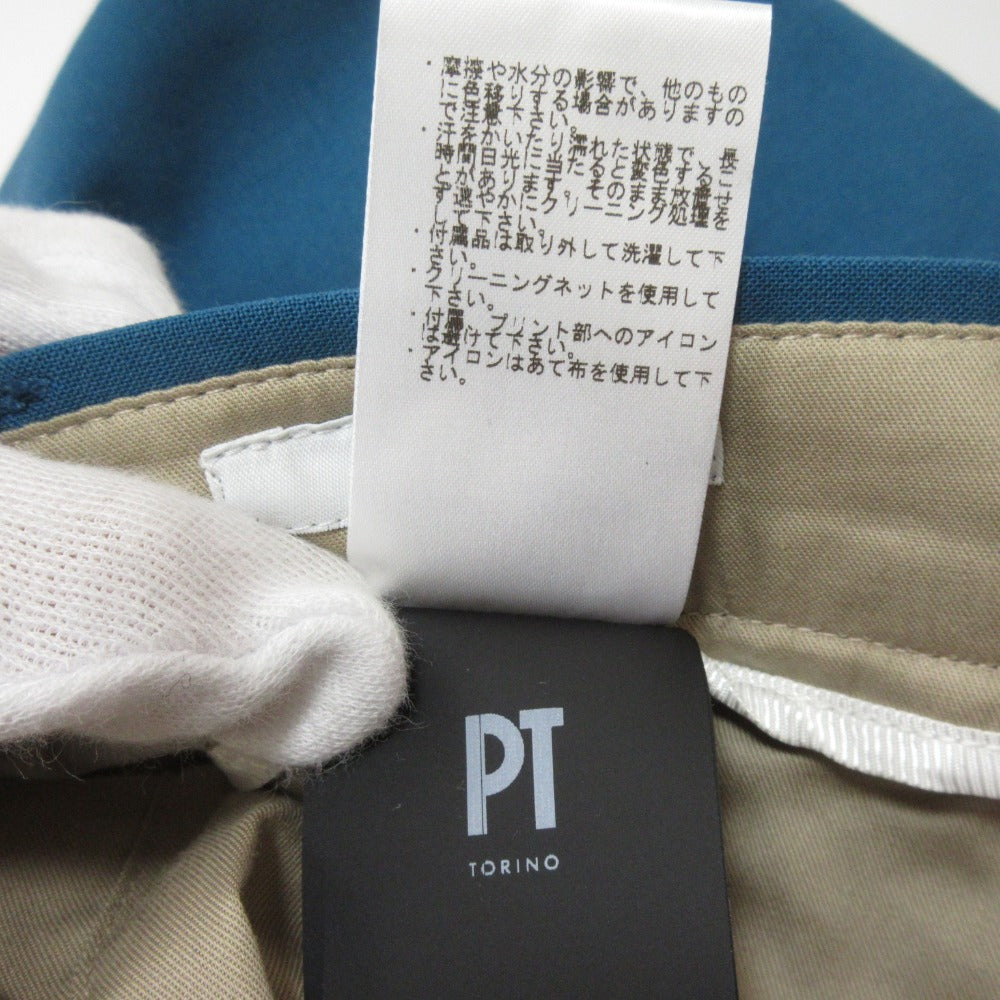 ・摩擦や水分の影響で、他のもの
に色移りする場合がありますの
で注意下さい。
・汗をかいたり濡れた状態で、長
時間日光に当たると変色するこ
とがあります。そのまま放置せ
ず速やかにクリーニング処理を
して下さい。
・付属品は取り外して洗濯して下
さい。
・クリーニングネットを使用して
下さい。
・付属、プリント部へのアイロン
は避けて下さい。
・アイロンはあて布を使用して下
さい。
PT
TORINO